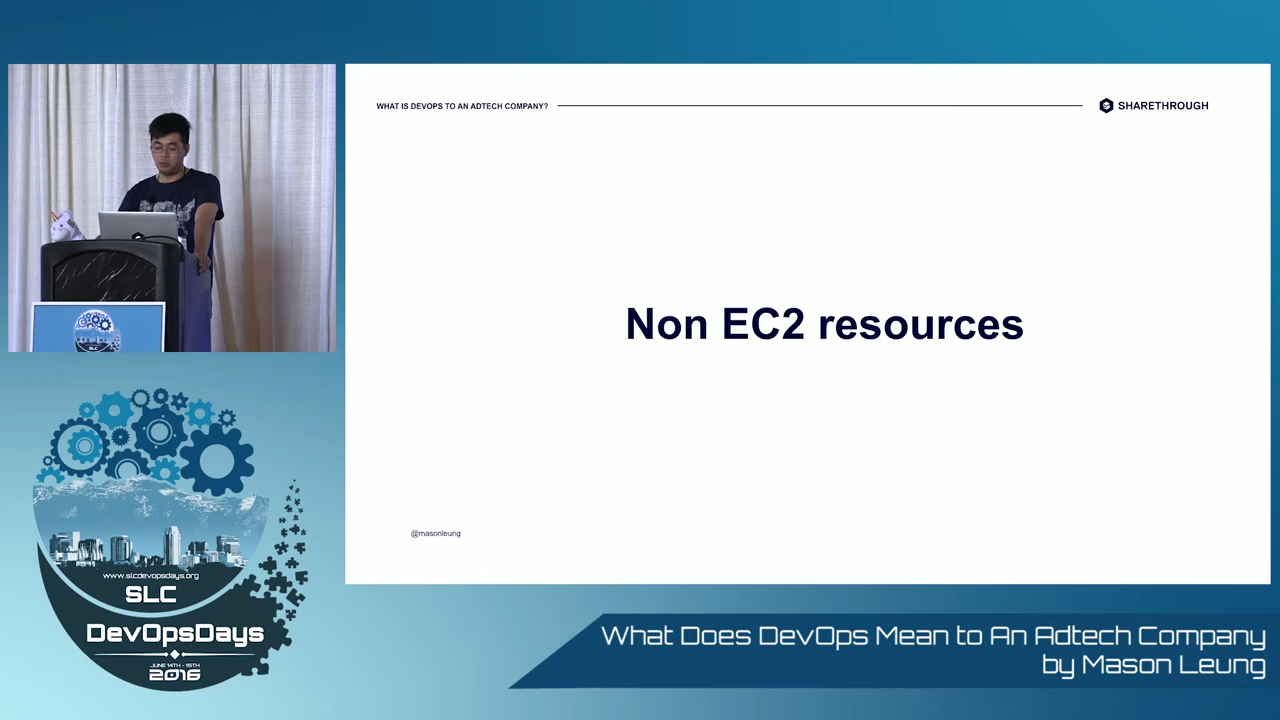 WHAT IS DEVOPS TO AN ADTECH COMPANY?
SHARETHROUGH
Non EC2 resources
@masonleung
SLC
www.slcdevopsdays.org
SLC
DevOpsDays
JUNE 14TH - 15TH
2016
What Does DevOps Mean to An Adtech Company
by Mason Leung